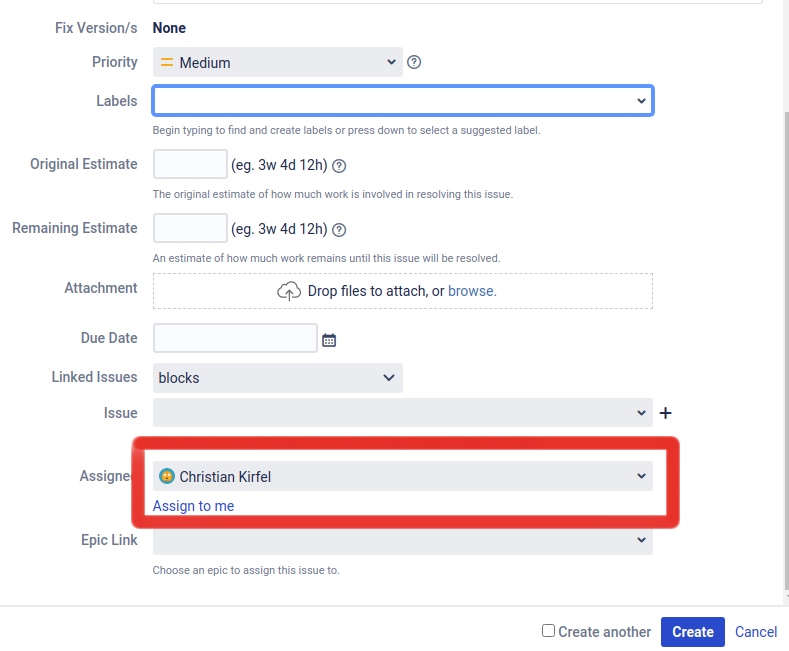 Fix Version/s None
Priority Medium
Labels
Begin typing to find and create labels or press down to select a suggested label.
Original Estimate (eg. 3w 4d 12h)
The original estimate of how much work is involved in resolving this issue.
Remaining Estimate (eg. 3w 4d 12h)
An estimate of how much work remains until this issue will be resolved.
Attachment Drop files to attach, or browse.
Due Date
Linked Issues blocks
Issue
Assigne Christian Kirfel
Assign to me
Epic Link
Choose an epic to assign this issue to.
Create another Create Cancel